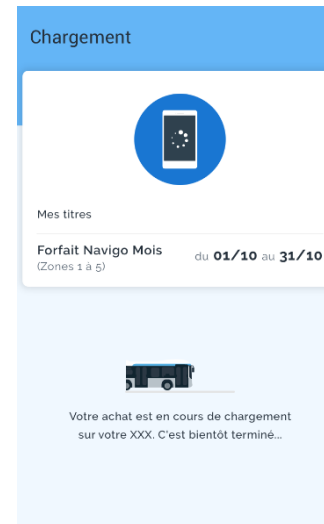 Chargement
Mes titres
Forfait Navigo Mois
(Zones 1 à 5)
du 01/10 au 31/10
Votre achat est en cours de chargement
sur votre XXX. C'est bientôt terminé...